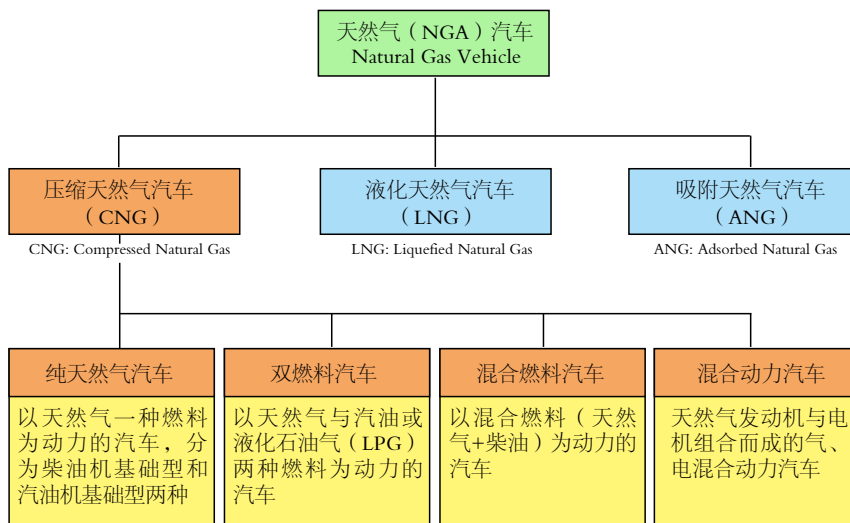 天然气（NGA）汽车
Natural Gas Vehicle
压缩天然气汽车
（CNG）
液化天然气汽车
（LNG）
吸附天然气汽车
（ANG）
CNG: Compressed Natural Gas
LNG: Liquefied Natural Gas
ANG: Adsorbed Natural Gas
纯天然气汽车
以天然气一种燃料
为动力的汽车，分
为柴油机基础型和
汽油机基础型两种
双燃料汽车
以天然气与汽油或
液化石油气（LPG）
两种燃料为动力的
汽车
混合燃料汽车
以混合燃料（天然
气+柴油）为动力的
汽车
混合动力汽车
天然气发动机与电
机组合而成的气、
电混合动力汽车